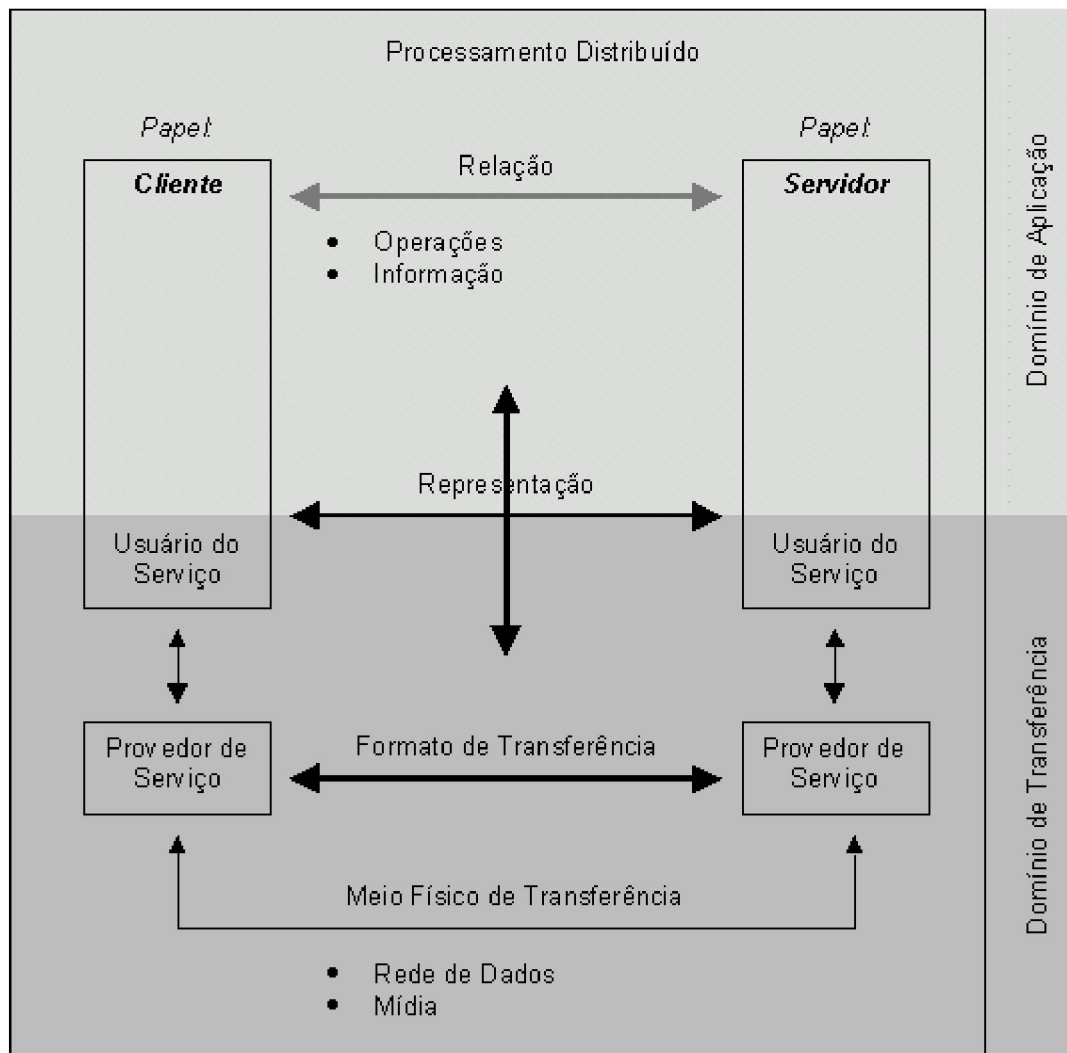 Processamento Distribuído
Papel:
Papel:
Cliente
Relação
Servidor
• Operações
• Informação
Representação
Usuário do
Serviço
Usuário do
Serviço
Provedor de
Serviço
Formato de Transferência
Provedor de
Serviço
Meio Físico de Transferência
• Rede de Dados
• Mídia
Domínio de Aplicação
Domínio de Transferência